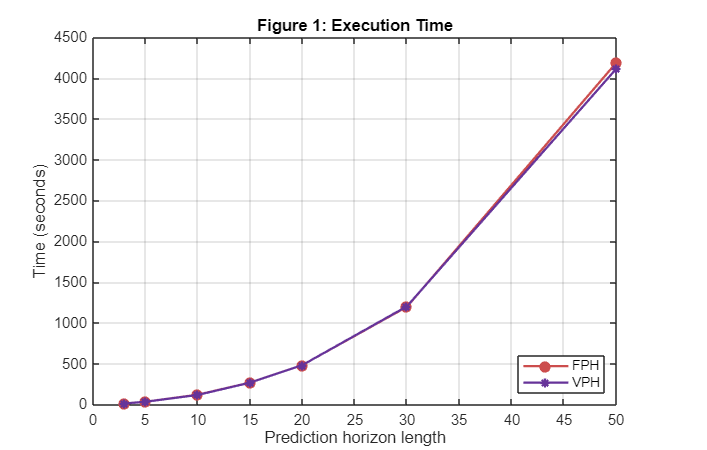 Figure 1: Execution Time
4500
4000
3500
3000
2500
2000
1500
1000
500
0
Time (seconds)
FPH
VPH
0 5 10 15 20 25 30 35 40 45 50
Prediction horizon length